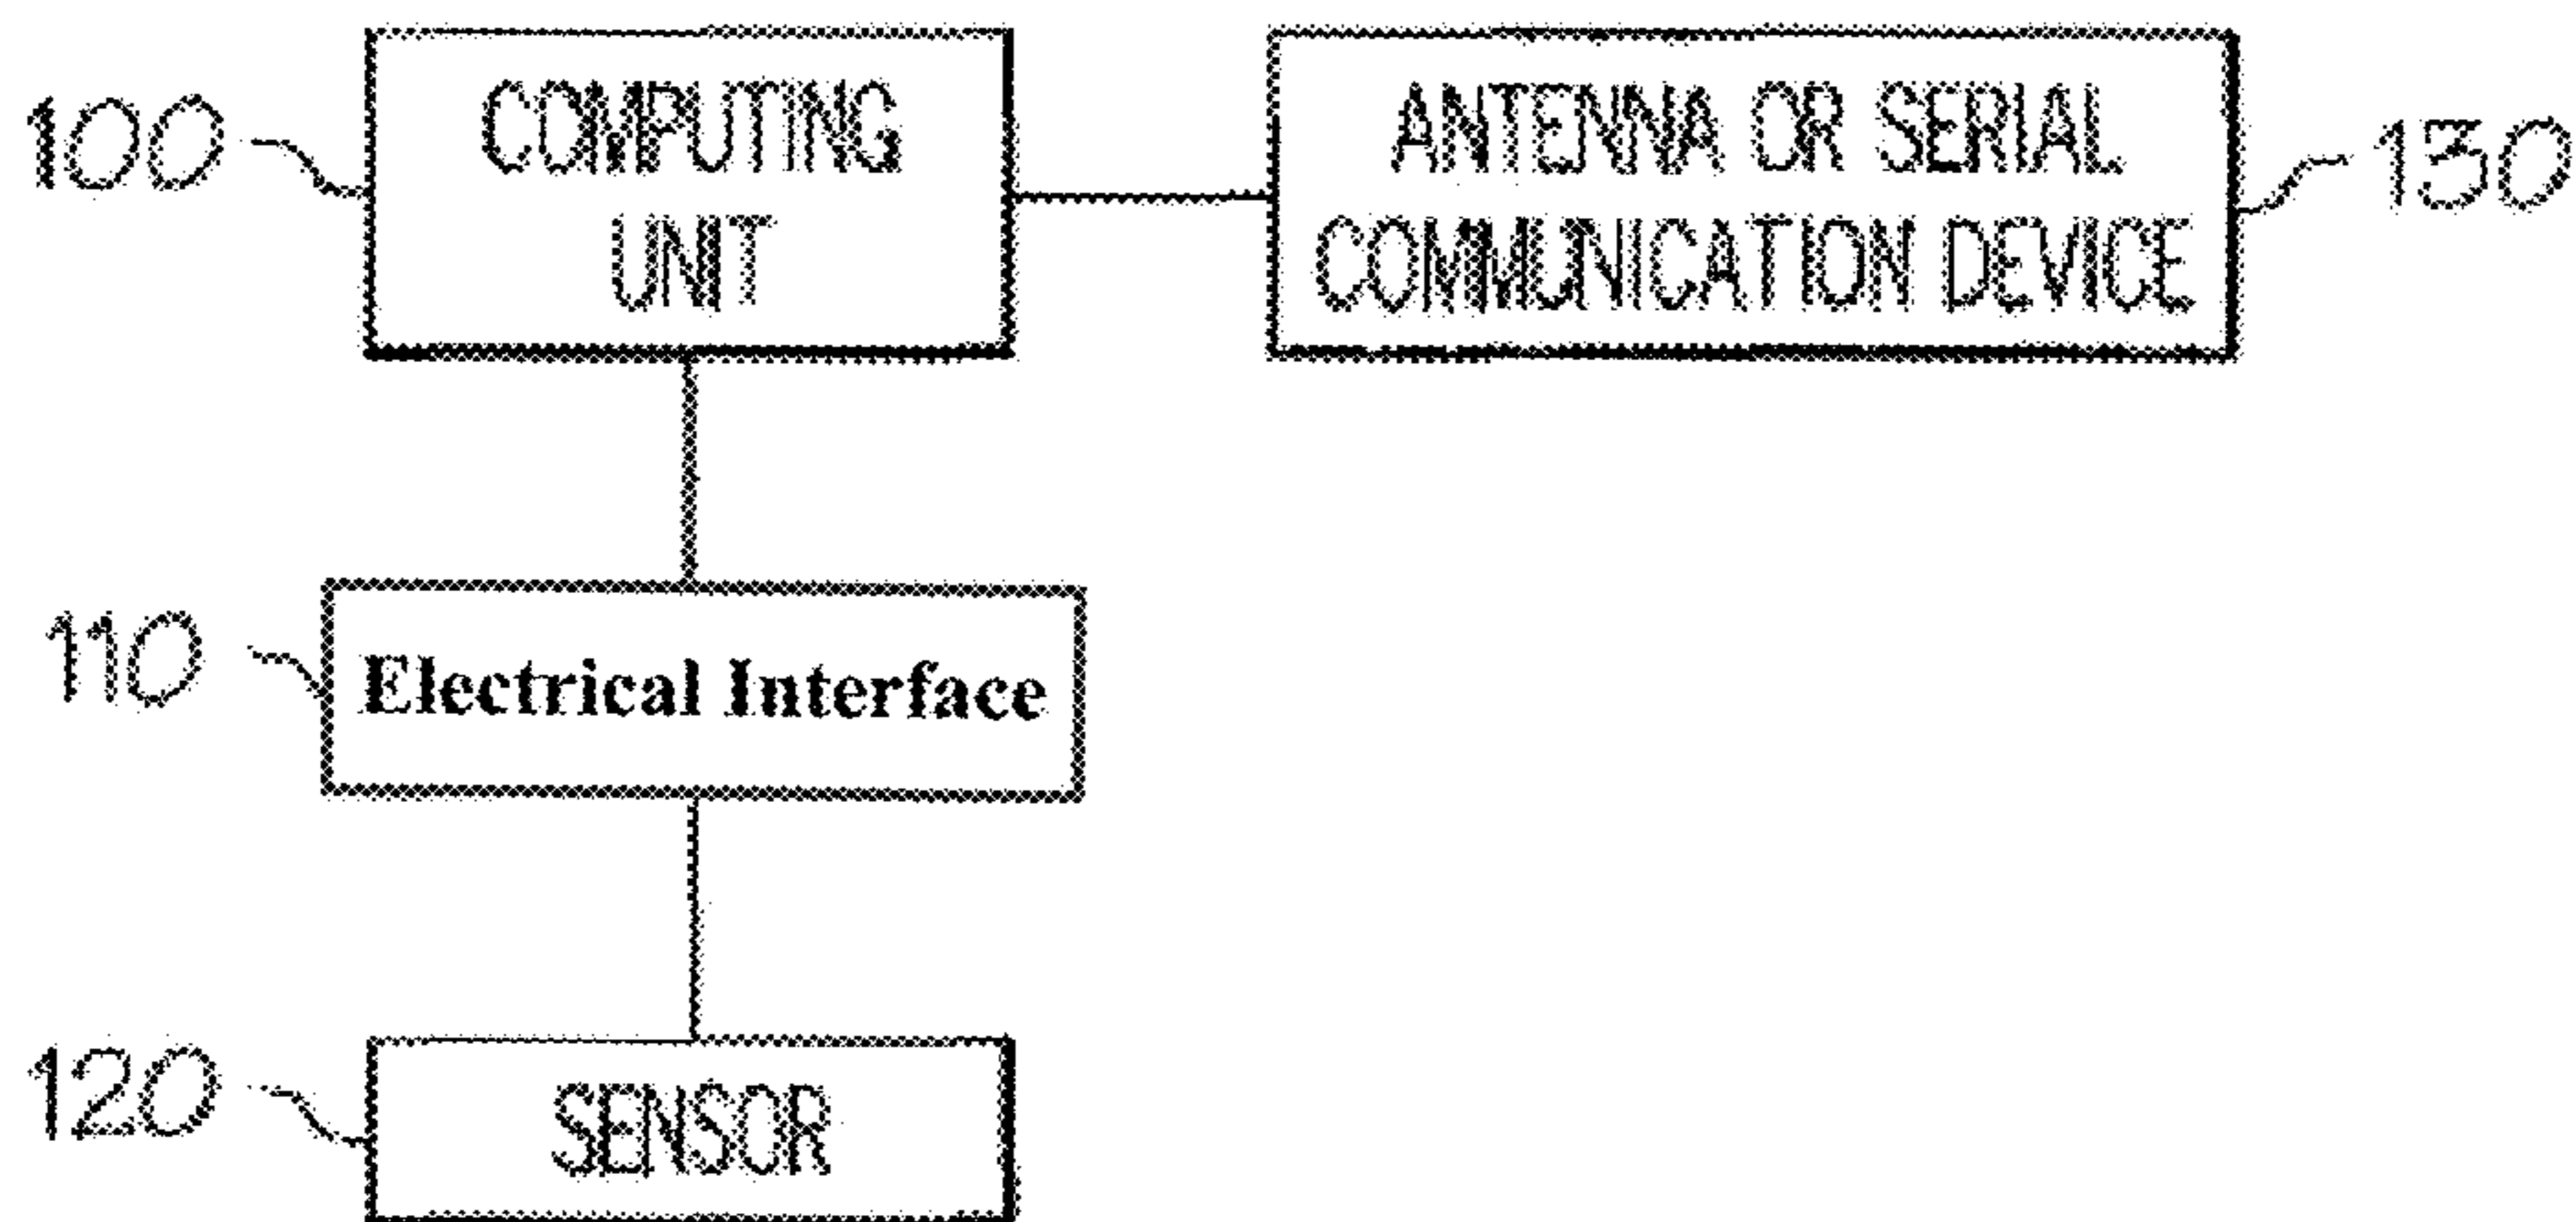 100
COMPUTING
UNIT
ANTENNA OR SERIAL
COMMUNICATION DEVICE
130
110
Electrical Interface
120
SENSOR